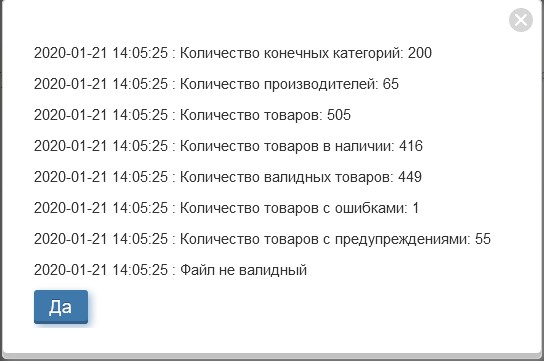 2020-01-21 14:05:25 : Количество конечных категорий: 200
2020-01-21 14:05:25 : Количество производителей: 65
2020-01-21 14:05:25 : Количество товаров: 505
2020-01-21 14:05:25 : Количество товаров в наличии: 416
2020-01-21 14:05:25 : Количество валидных товаров: 449
2020-01-21 14:05:25 : Количество товаров с ошибками: 1
2020-01-21 14:05:25 : Количество товаров с предупреждениями: 55
2020-01-21 14:05:25 : Файл не валидный
Да